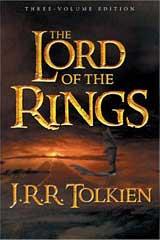 THREE-VOLUME EDITION
THE
LORD
OF THE
RINGS
J.R.R. TOLKIEN